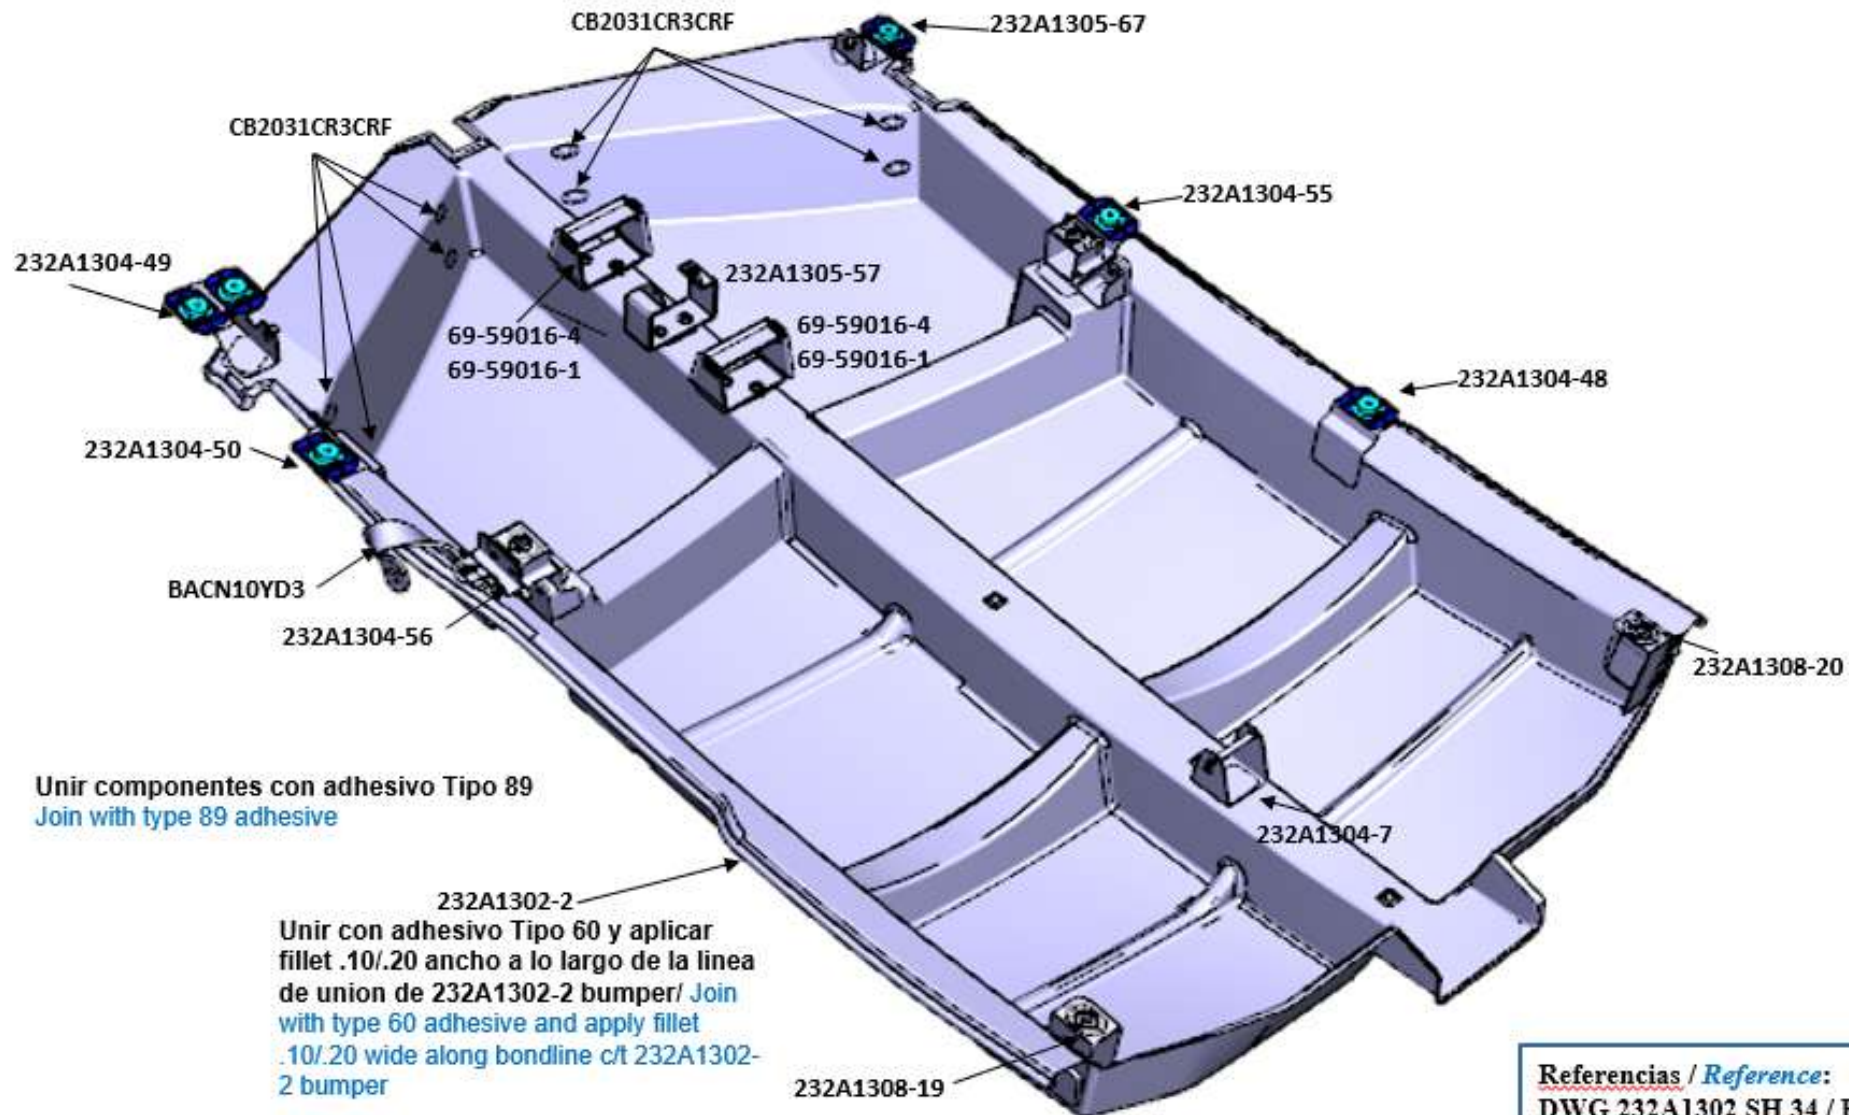 CB2031CR3CRF
232A1305-67
CB2031CR3CRF
232A1304-55
232A1304-49
232A1305-57
69-59016-4
69-59016-1
69-59016-4
69-59016-1
232A1304-48
232A1304-50
BACN10YD3
232A1304-56
232A1308-20
Unir componentes con adhesivo Tipo 89
Join with type 89 adhesive
232A1304-7
232A1302-2
Unir con adhesivo Tipo 60 y aplicar
fillet .10/.20 ancho a lo largo de la linea
de union de 232A1302-2 bumper/ Join
with type 60 adhesive and apply fillet
.10/.20 wide along bondline c/t 232A1302-
2 bumper
232A1308-19
Referencias / Reference:
DWG 232A1302 SH 34 /